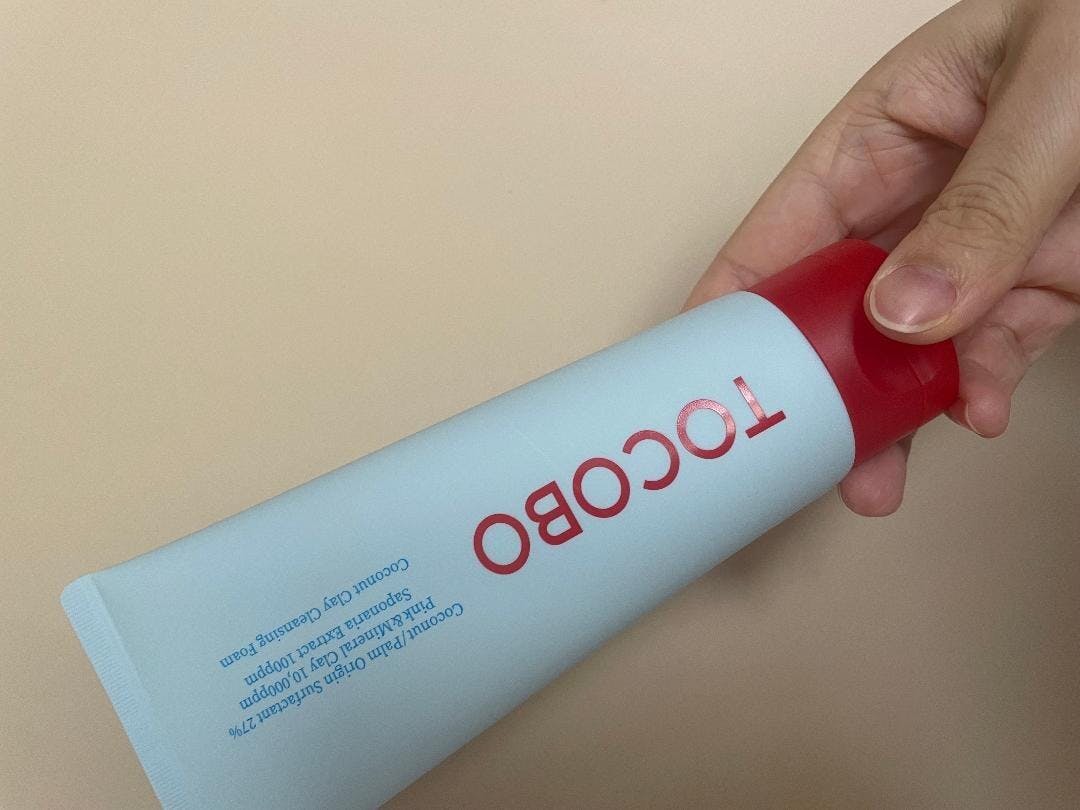 TOCOBO
Coconut/Palm Origin Surfactant 27%
Pink&Mineral Clay 10,000ppm
Saponaria Extract 100ppm
Coconut Clay Cleansing Foam